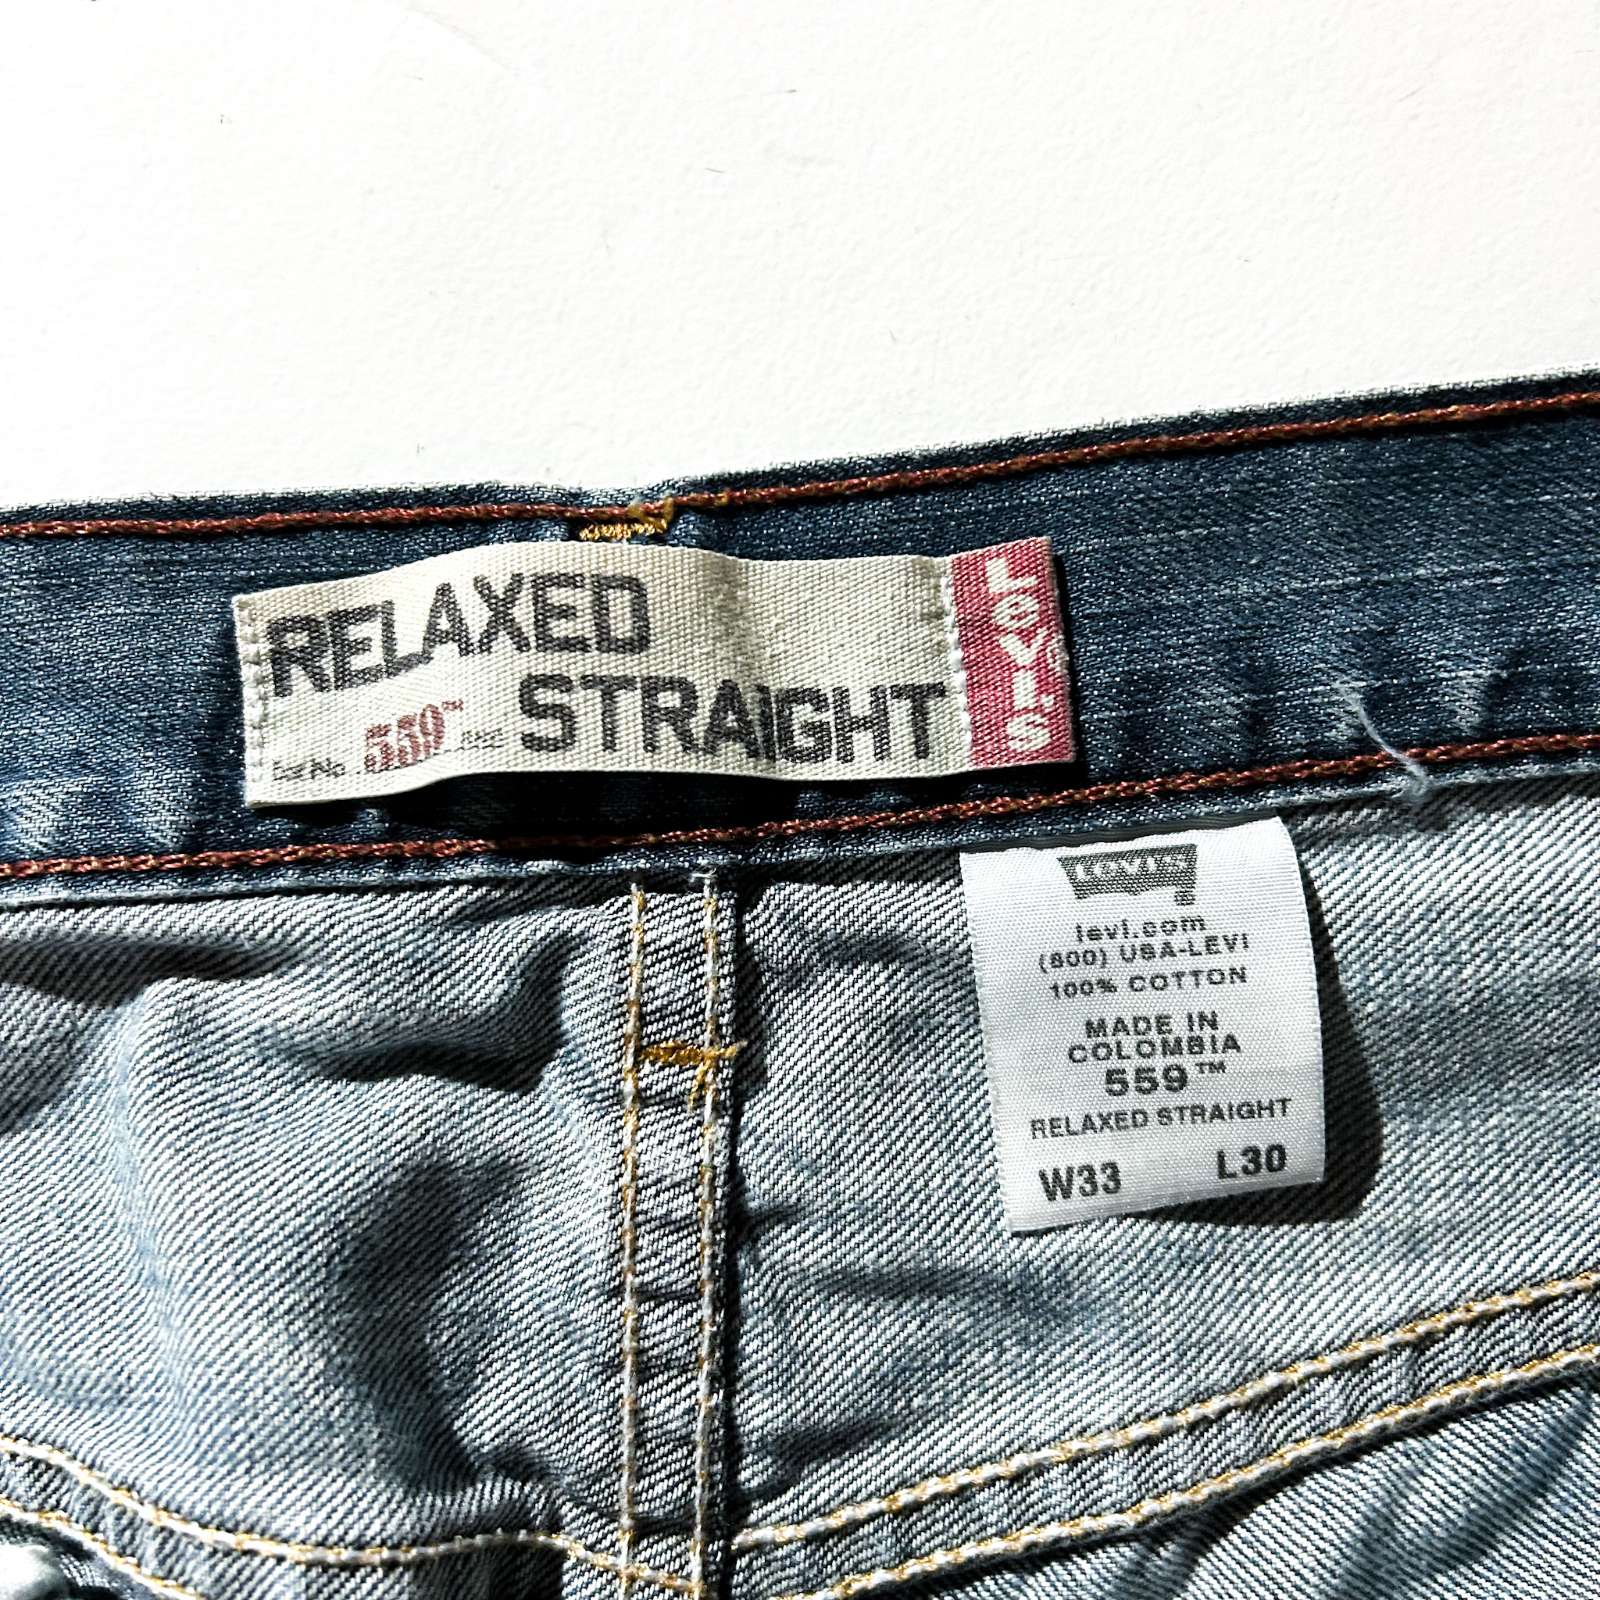 RELAXED
Lot No. 559™
STRAIGHT
LEVI'S
Levi's
levi.com
(800) USA-LEVI
100% COTTON
MADE IN
COLOMBIA
559™
RELAXED STRAIGHT
W33 L30